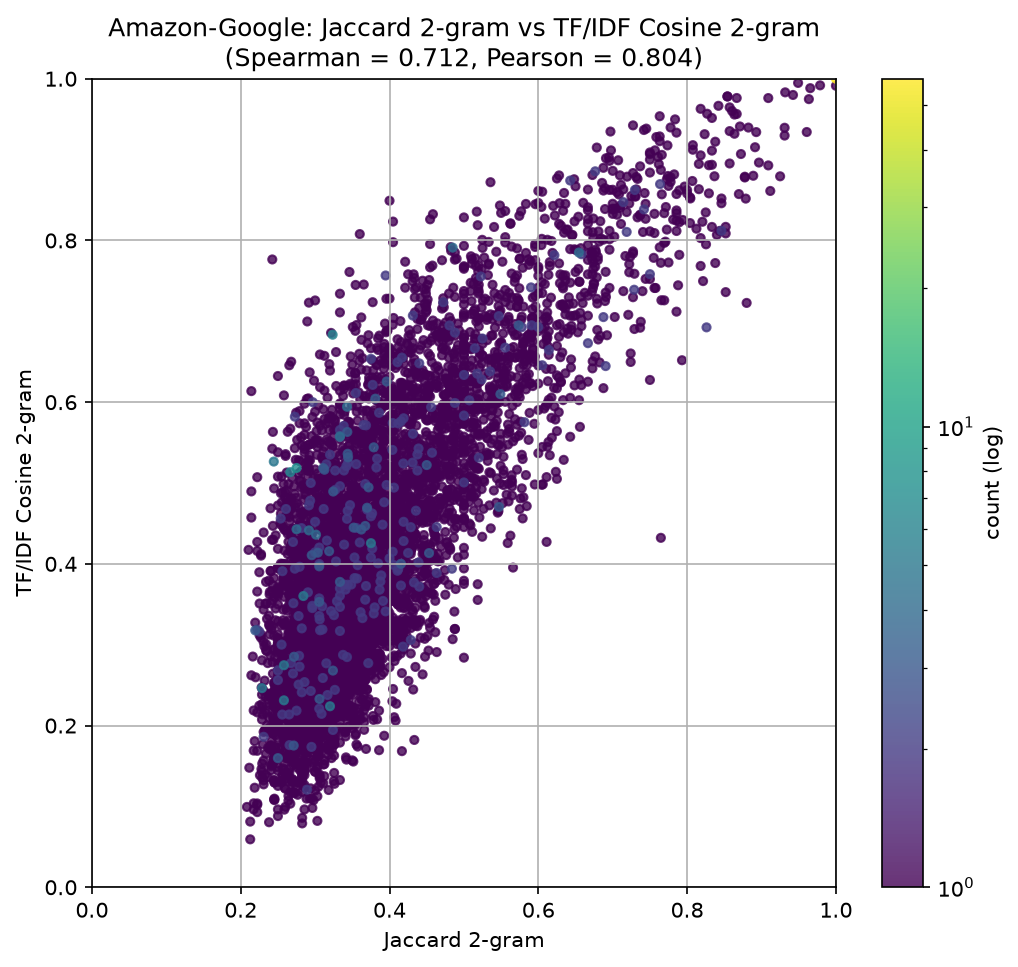 Amazon-Google: Jaccard 2-gram vs TF/IDF Cosine 2-gram
(Spearman = 0.712, Pearson = 0.804)
TF/IDF Cosine 2-gram
1.0
0.8
0.6
0.4
0.2
0.0
0.0 0.2 0.4 0.6 0.8 1.0
Jaccard 2-gram
10¹
10⁰
count (log)